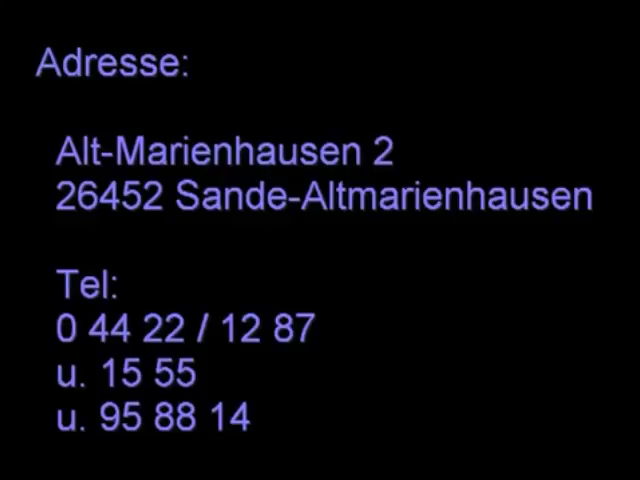 Adresse:
Alt-Marienhausen 2
26452 Sande-Altmarienhausen
Tel:
0 44 22 / 12 87
u. 15 55
u. 95 88 14